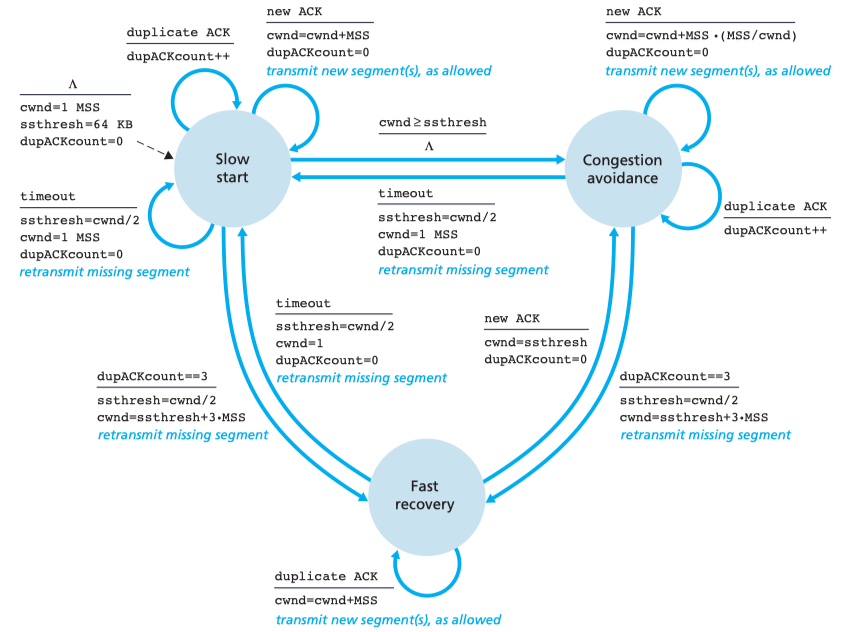 new ACK
cwnd=cwnd+MSS
dupACKcount=0
transmit new segment(s), as allowed
duplicate ACK
dupACKcount++
Λ
cwnd=1 MSS
ssthresh=64 KB
dupACKcount=0
Slow
start
timeout
ssthresh=cwnd/2
cwnd=1 MSS
dupACKcount=0
retransmit missing segment
cwnd≥ssthresh
Λ
timeout
ssthresh=cwnd/2
cwnd=1 MSS
dupACKcount=0
retransmit missing segment
new ACK
cwnd=cwnd+MSS •(MSS/cwnd)
dupACKcount=0
transmit new segment(s), as allowed
Congestion
avoidance
duplicate ACK
dupACKcount++
timeout
ssthresh=cwnd/2
cwnd=1
dupACKcount=0
retransmit missing segment
new ACK
cwnd=ssthresh
dupACKcount=0
dupACKcount==3
ssthresh=cwnd/2
cwnd=ssthresh+3•MSS
retransmit missing segment
dupACKcount==3
ssthresh=cwnd/2
cwnd=ssthresh+3•MSS
retransmit missing segment
Fast
recovery
duplicate ACK
cwnd=cwnd+MSS
transmit new segment(s), as allowed